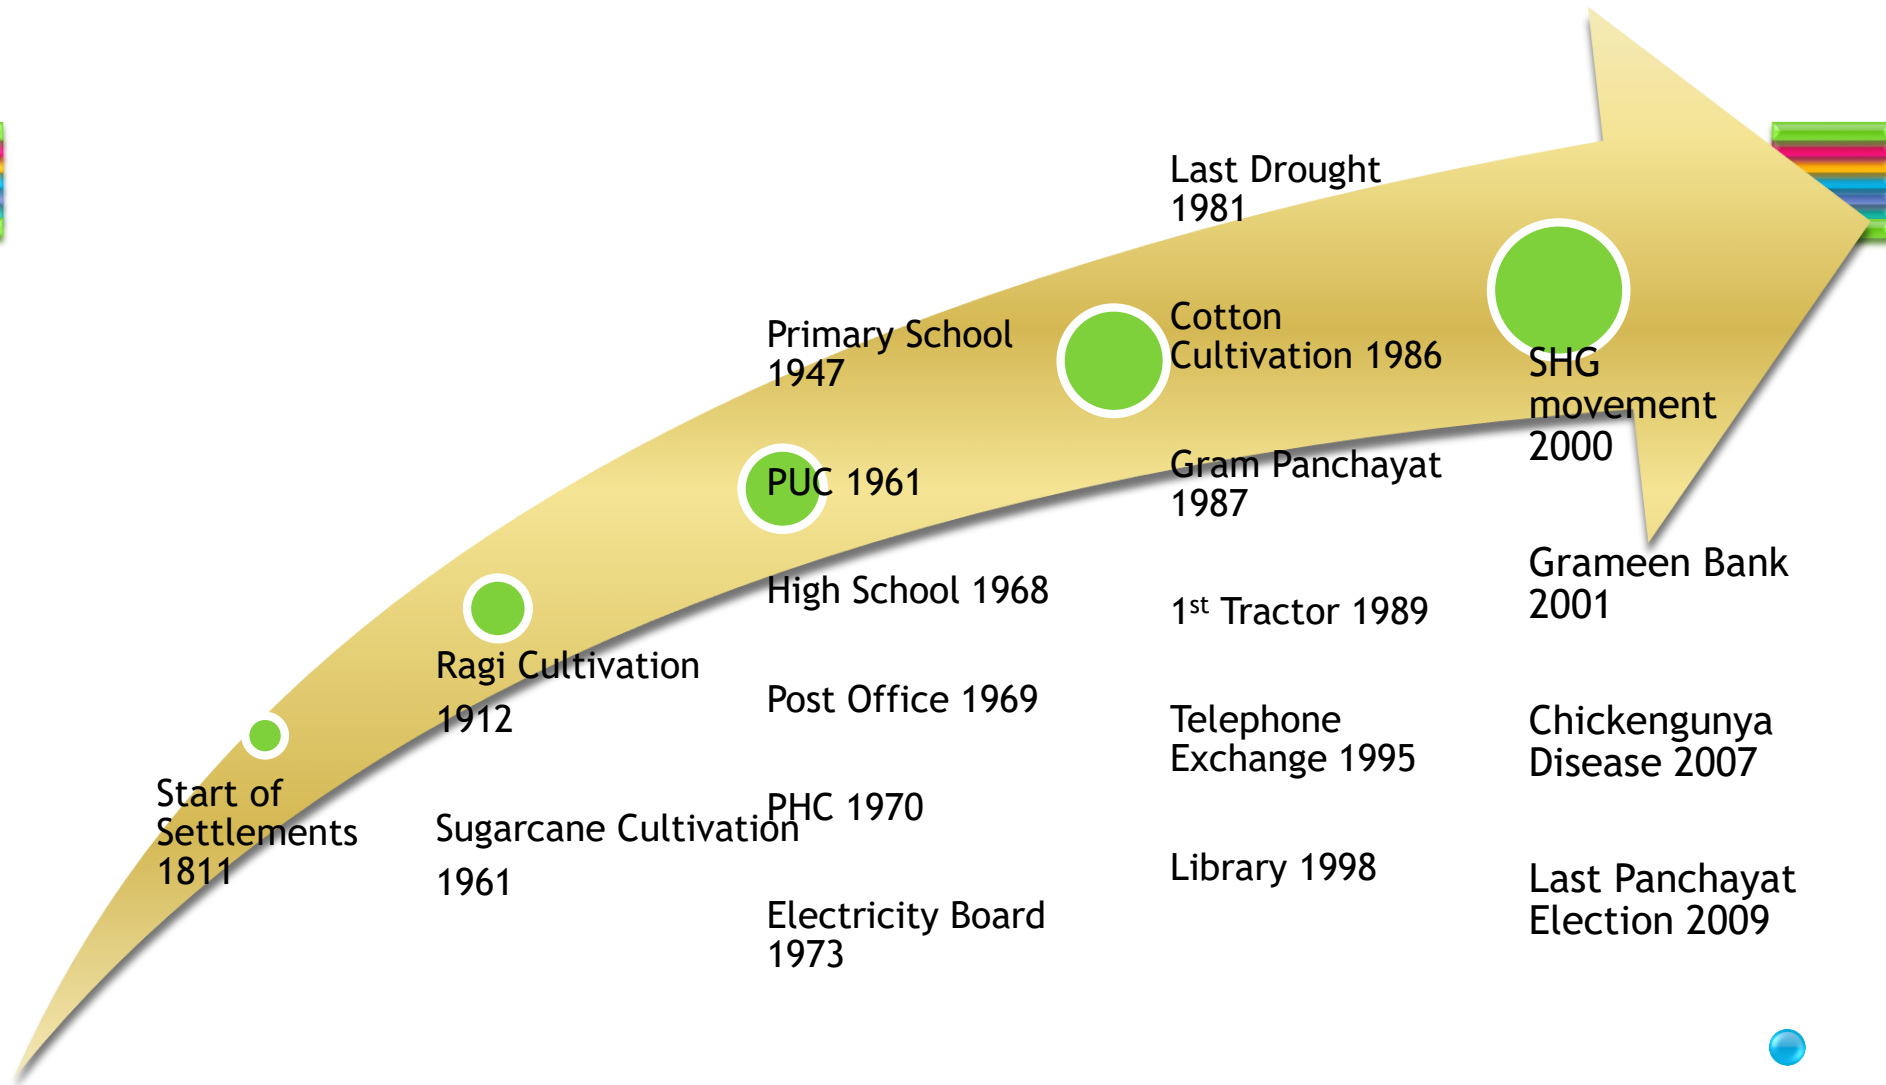 Start of
Settlements
1811
Ragi Cultivation
1912
Sugarcane Cultivation
1961
Primary School
1947
PUC 1961
High School 1968
Post Office 1969
PHC 1970
Electricity Board
1973
Last Drought
1981
Cotton
Cultivation 1986
Gram Panchayat
1987
1st Tractor 1989
Telephone
Exchange 1995
Library 1998
SHG
movement
2000
Grameen Bank
2001
Chickengunya
Disease 2007
Last Panchayat
Election 2009